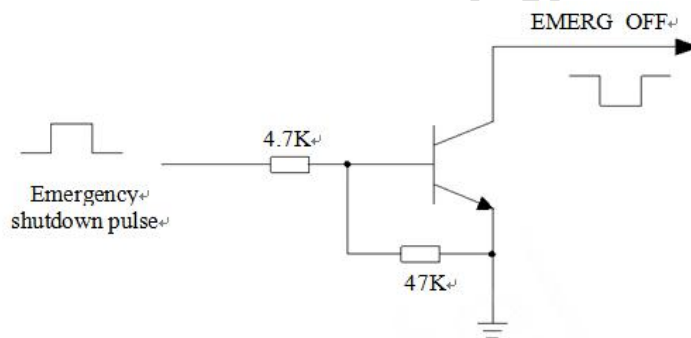 EMERG OFF↵
4.7K↵
Emergency↵
shutdown pulse↵
47K↵